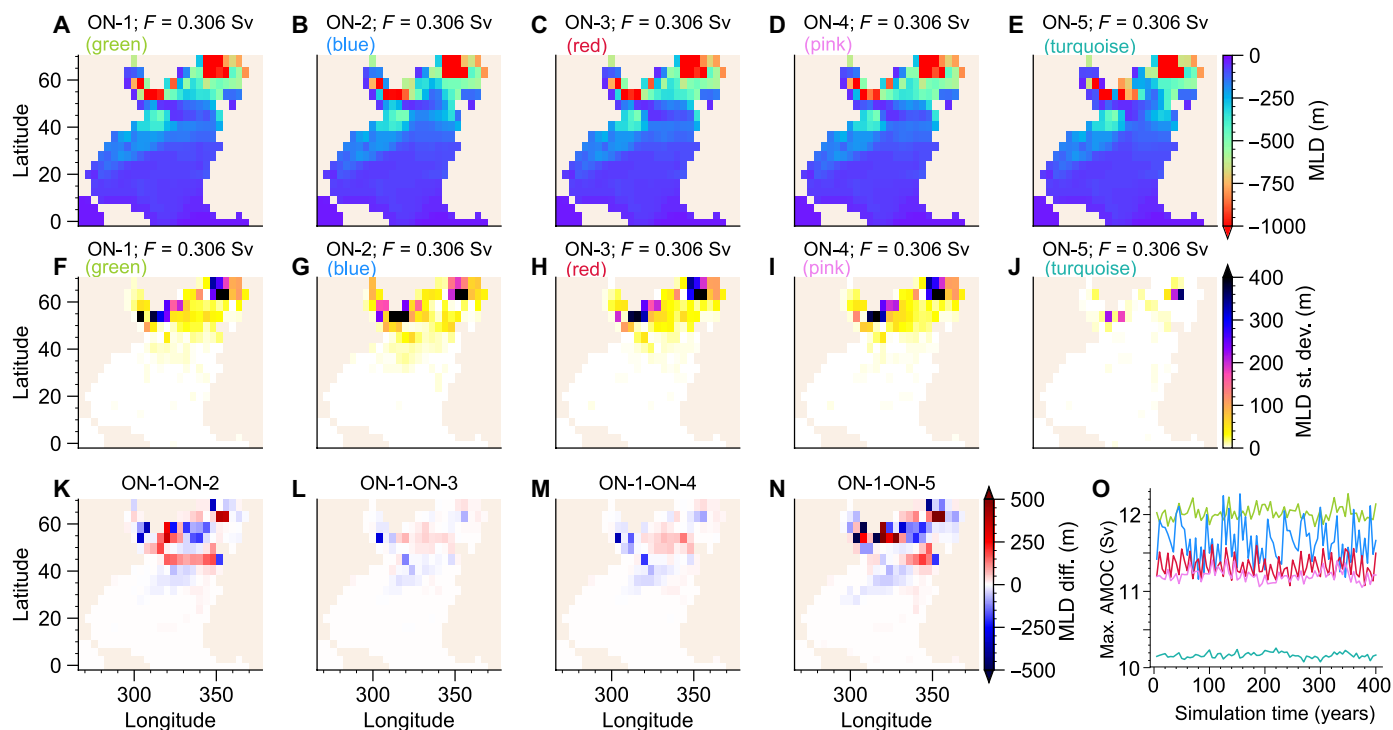 A ON-1; F = 0.306 Sv
(green)
B ON-2; F = 0.306 Sv
(blue)
C ON-3; F = 0.306 Sv
(red)
D ON-4; F = 0.306 Sv
(pink)
E ON-5; F = 0.306 Sv
(turquoise)
Latitude
60
40
20
0
0
−250
−500
−750
−1000
MLD (m)
F ON-1; F = 0.306 Sv
(green)
G ON-2; F = 0.306 Sv
(blue)
H ON-3; F = 0.306 Sv
(red)
I ON-4; F = 0.306 Sv
(pink)
J ON-5; F = 0.306 Sv
(turquoise)
Latitude
60
40
20
0
400
300
200
100
0
MLD st. dev. (m)
K ON-1-ON-2
L ON-1-ON-3
M ON-1-ON-4
N ON-1-ON-5
O
Latitude
60
40
20
0
300 350
Longitude
300 350
Longitude
300 350
Longitude
300 350
Longitude
500
250
0
−250
−500
MLD diff. (m)
Max. AMOC (Sv)
12
11
10
0 100 200 300 400
Simulation time (years)